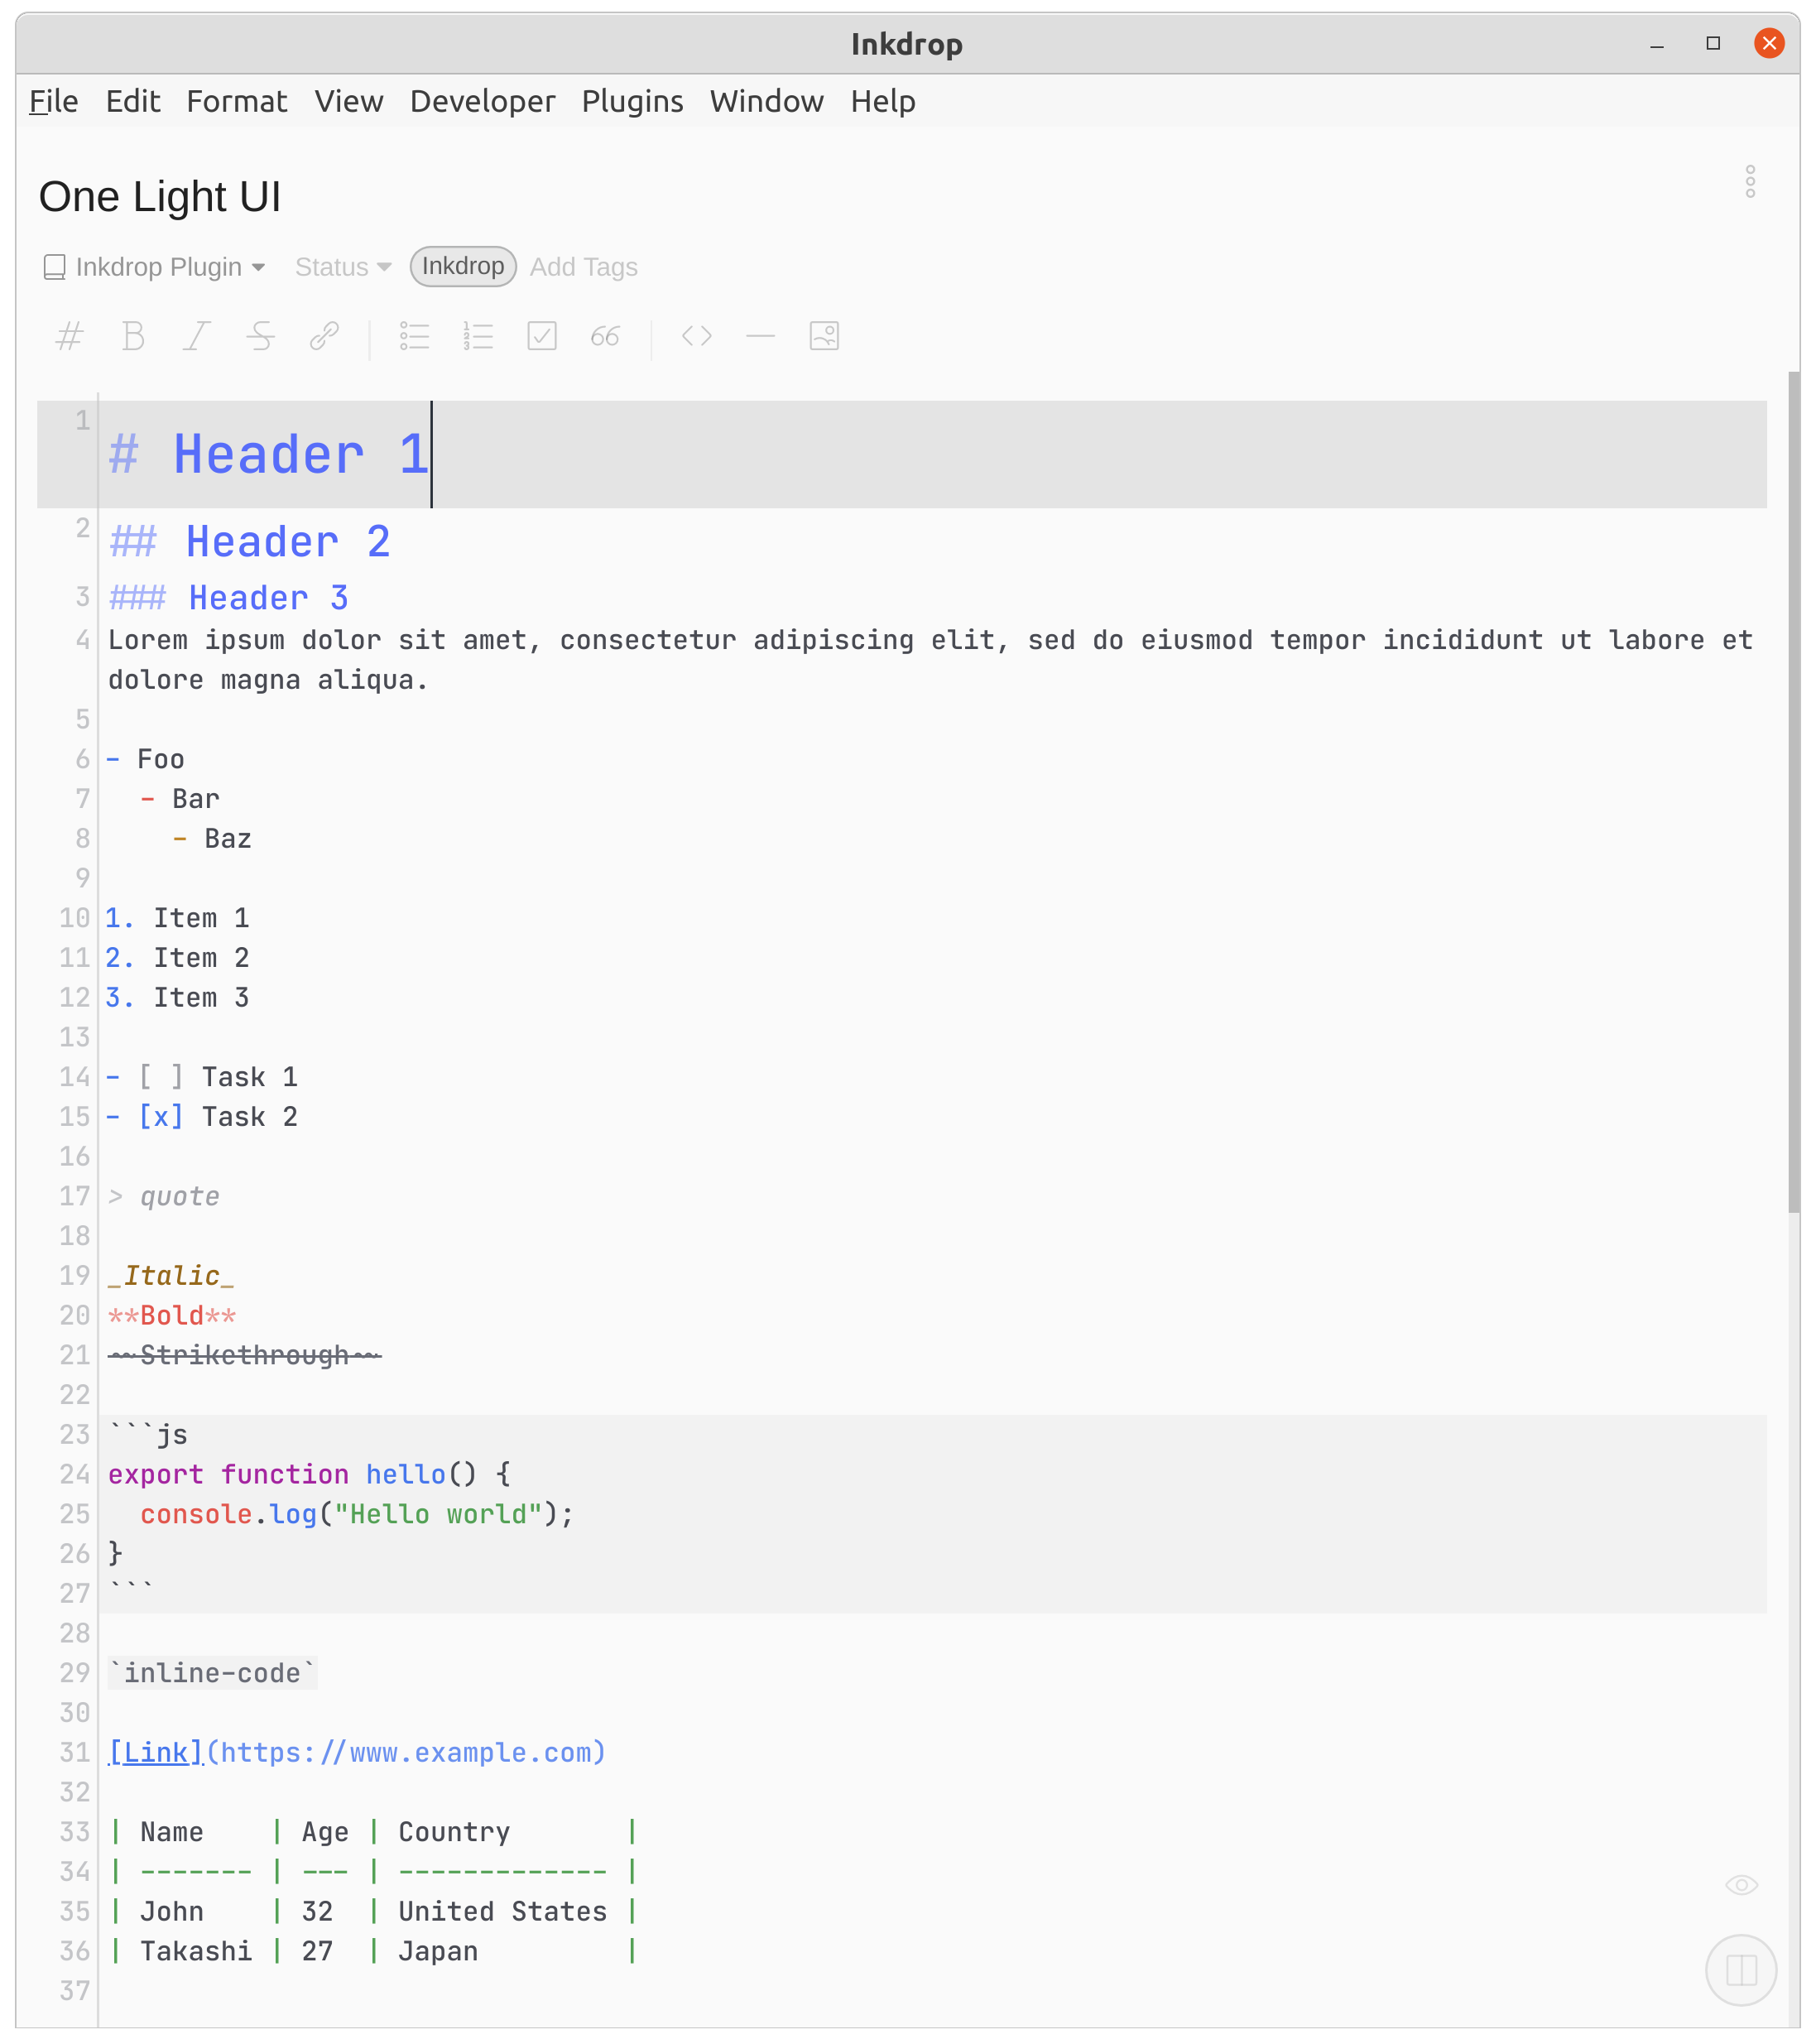 Inkdrop
File Edit Format View Developer Plugins Window Help
One Light UI
Inkdrop Plugin Status Inkdrop Add Tags
1 # Header 1
2 ## Header 2
3 ### Header 3
4 Lorem ipsum dolor sit amet, consectetur adipiscing elit, sed do eiusmod tempor incididunt ut labore et
dolore magna aliqua.
5
6 - Foo
7   - Bar
8     - Baz
9
10 1. Item 1
11 2. Item 2
12 3. Item 3
13
14 - [ ] Task 1
15 - [x] Task 2
16
17 > quote
18
19 _Italic_
20 **Bold**
21 ~~Strikethrough~~
22
23 ```js
24 export function hello() {
25   console.log("Hello world");
26 }
27 ```
28
29 `inline-code`
30
31 [Link](https://www.example.com)
32
33 | Name    | Age | Country       |
34 | ------- | --- | ------------- |
35 | John    | 32  | United States |
36 | Takashi | 27  | Japan         |
37